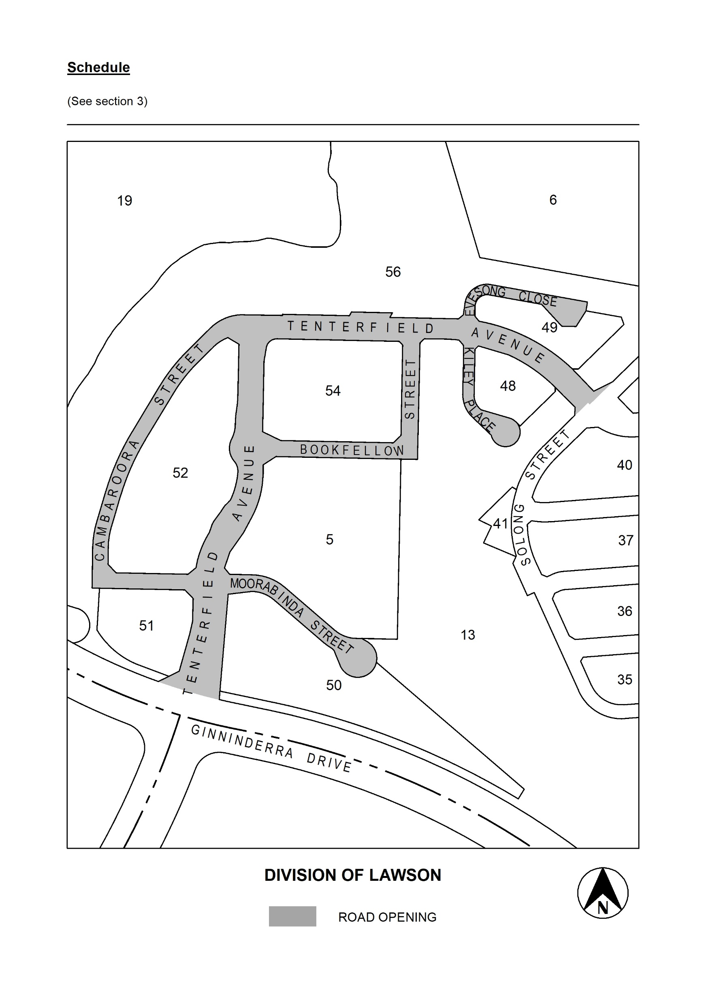 Schedule
(See section 3)
19
6
56
EVESONG CLOSE
TENTERFIELD AVENUE
49
CAMBAROORA STREET
54
STREET
KILEY PLACE
48
BOOKFELLOW
52
TENTERFIELD AVENUE
SOLONG STREET
40
41
37
5
MOORABINDA STREET
36
51
13
35
50
GINNINDERRA DRIVE
DIVISION OF LAWSON
N
ROAD OPENING